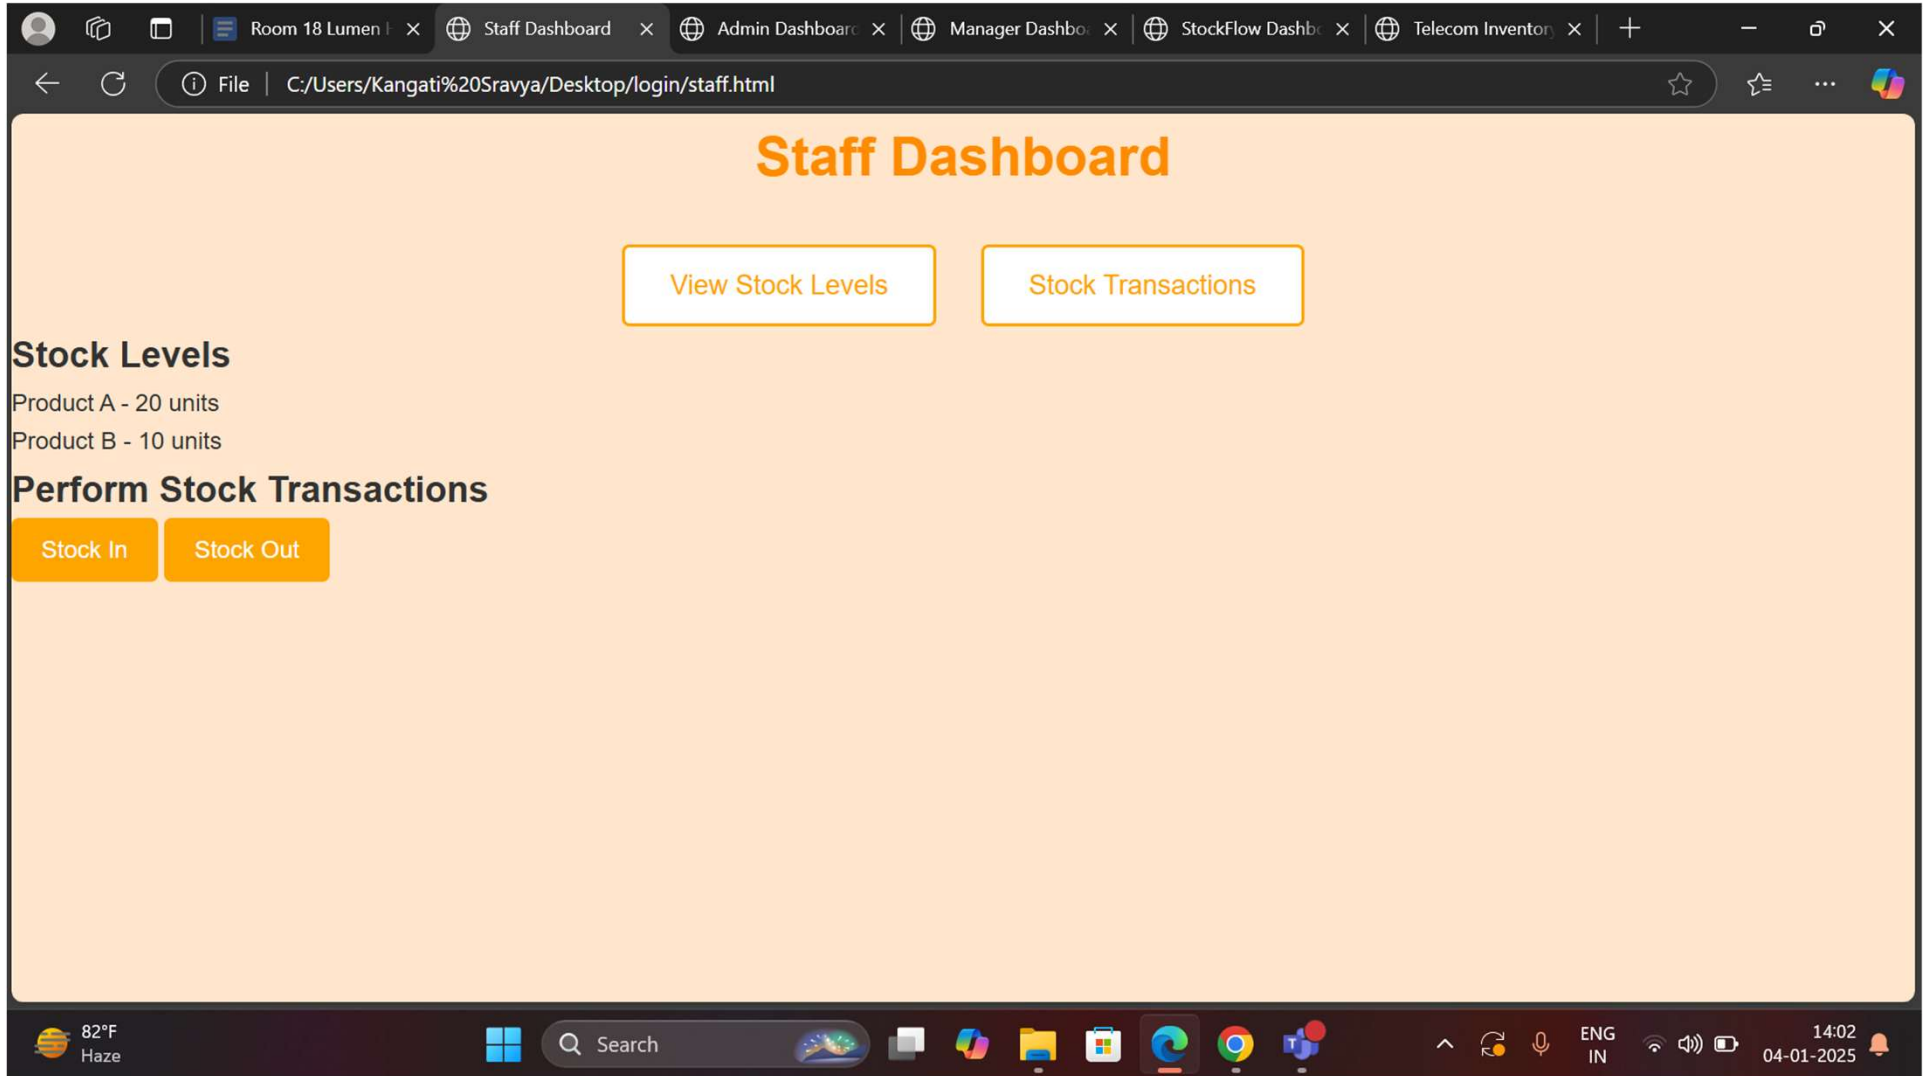 Room 18 Lumen
Staff Dashboard
Admin Dashboard
Manager Dashbo
StockFlow Dashb
Telecom Inventory
File
C:/Users/Kangati%20Sravya/Desktop/login/staff.html
Staff Dashboard
View Stock Levels
Stock Transactions
Stock Levels
Product A - 20 units
Product B - 10 units
Perform Stock Transactions
Stock In
Stock Out
82°F
Haze
Search
ENG
IN
14:02
04-01-2025